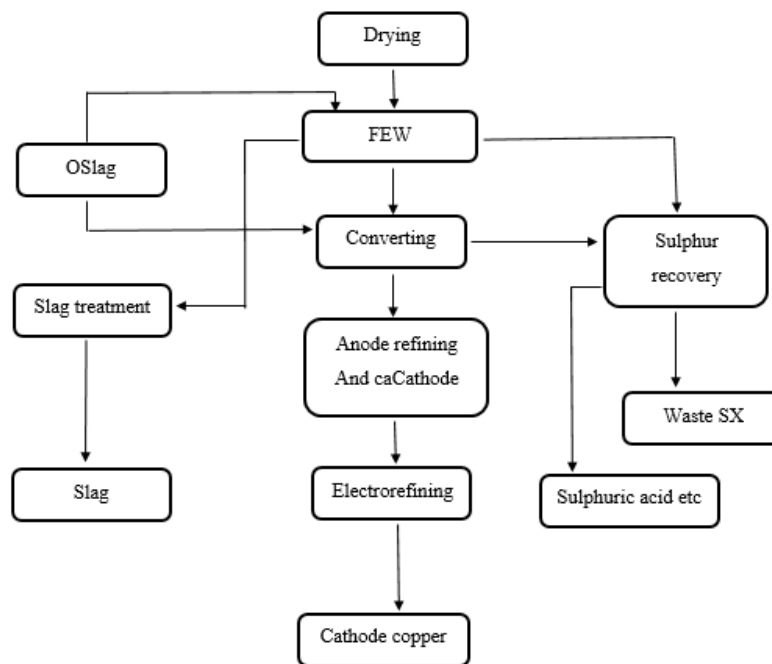 Drying
FEW
OSlag
Converting
Sulphur
recovery
Slag treatment
Anode refining
And caCathode
Waste SX
Slag
Electrorefining
Sulphuric acid etc
Cathode copper